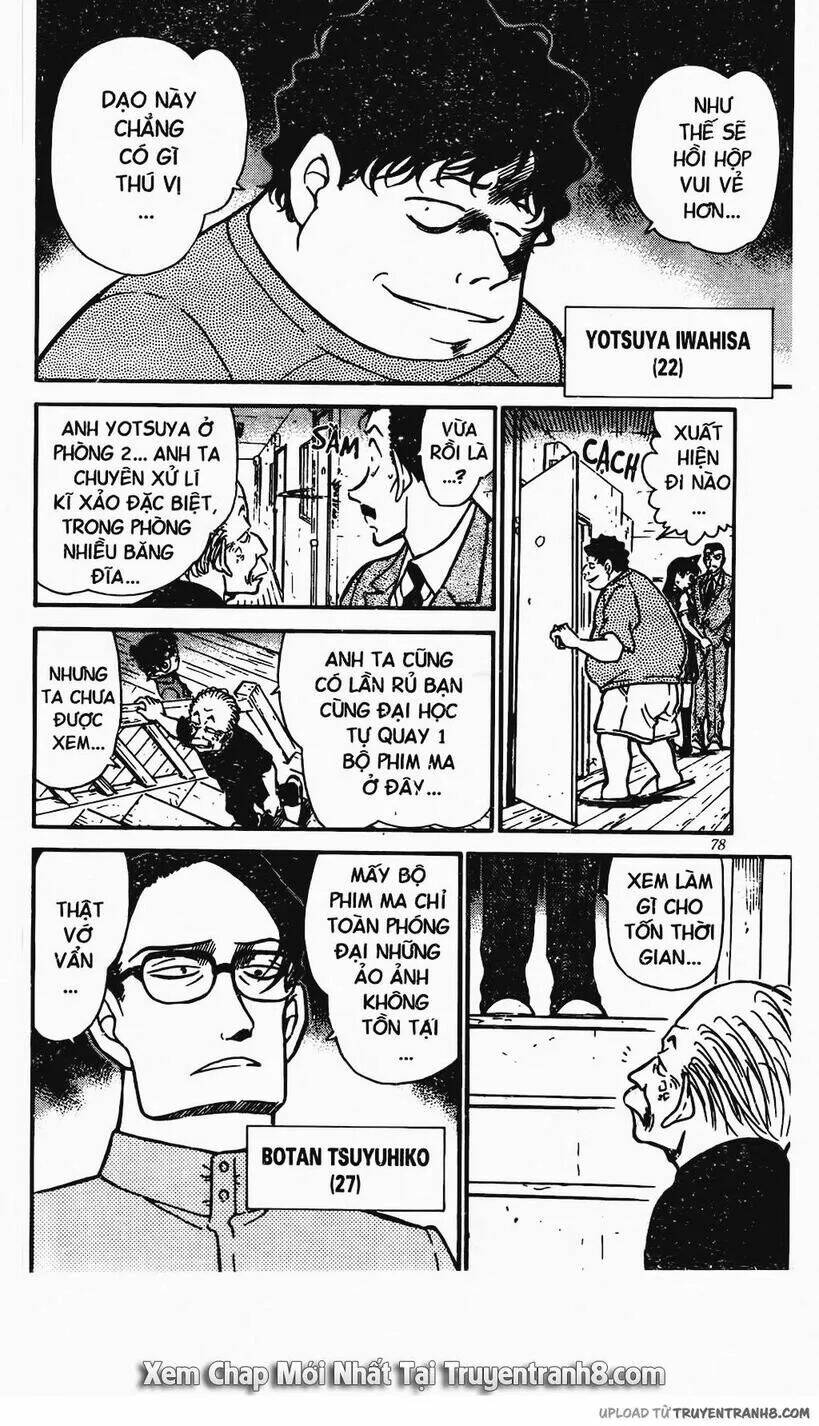 NHƯ
THẾ SẼ
HỒI HỘP
VUI VẺ
HƠN...
DẠO NÀY
CHẲNG
CÓ GÌ
THÚ VỊ
...
YOTSUYA IWAHISA
(22)
XUẤT
HIỆN
ĐI NÀO
...
CẠCH
VỪA
RỒI LÀ
...?
SẦM
ANH YOTSUYA Ở
PHÒNG 2... ANH TA
CHUYÊN XỬ LÍ
KĨ XẢO ĐẶC BIỆT,
TRONG PHÒNG
NHIỀU BĂNG
ĐĨA...
ANH TA CŨNG
CÓ LẦN RỦ BẠN
CÙNG ĐẠI HỌC
TỰ QUAY 1
BỘ PHIM MA
Ở ĐÂY...
NHƯNG
TA CHƯA
ĐƯỢC
XEM...
78
XEM LÀM
GÌ CHO
TỐN THỜI
GIAN...
MẤY BỘ
PHIM MA CHỈ
TOÀN PHÓNG
ĐẠI NHỮNG
ẢO ẢNH
KHÔNG
TỒN TẠI
...
THẬT
VỚ
VẨN
...
BOTAN TSUYUHIKO
(27)
Xem Chap Mới Nhất Tại Truyentranh8.com
UPLOAD TỪ TRUYENTRANH8.COM